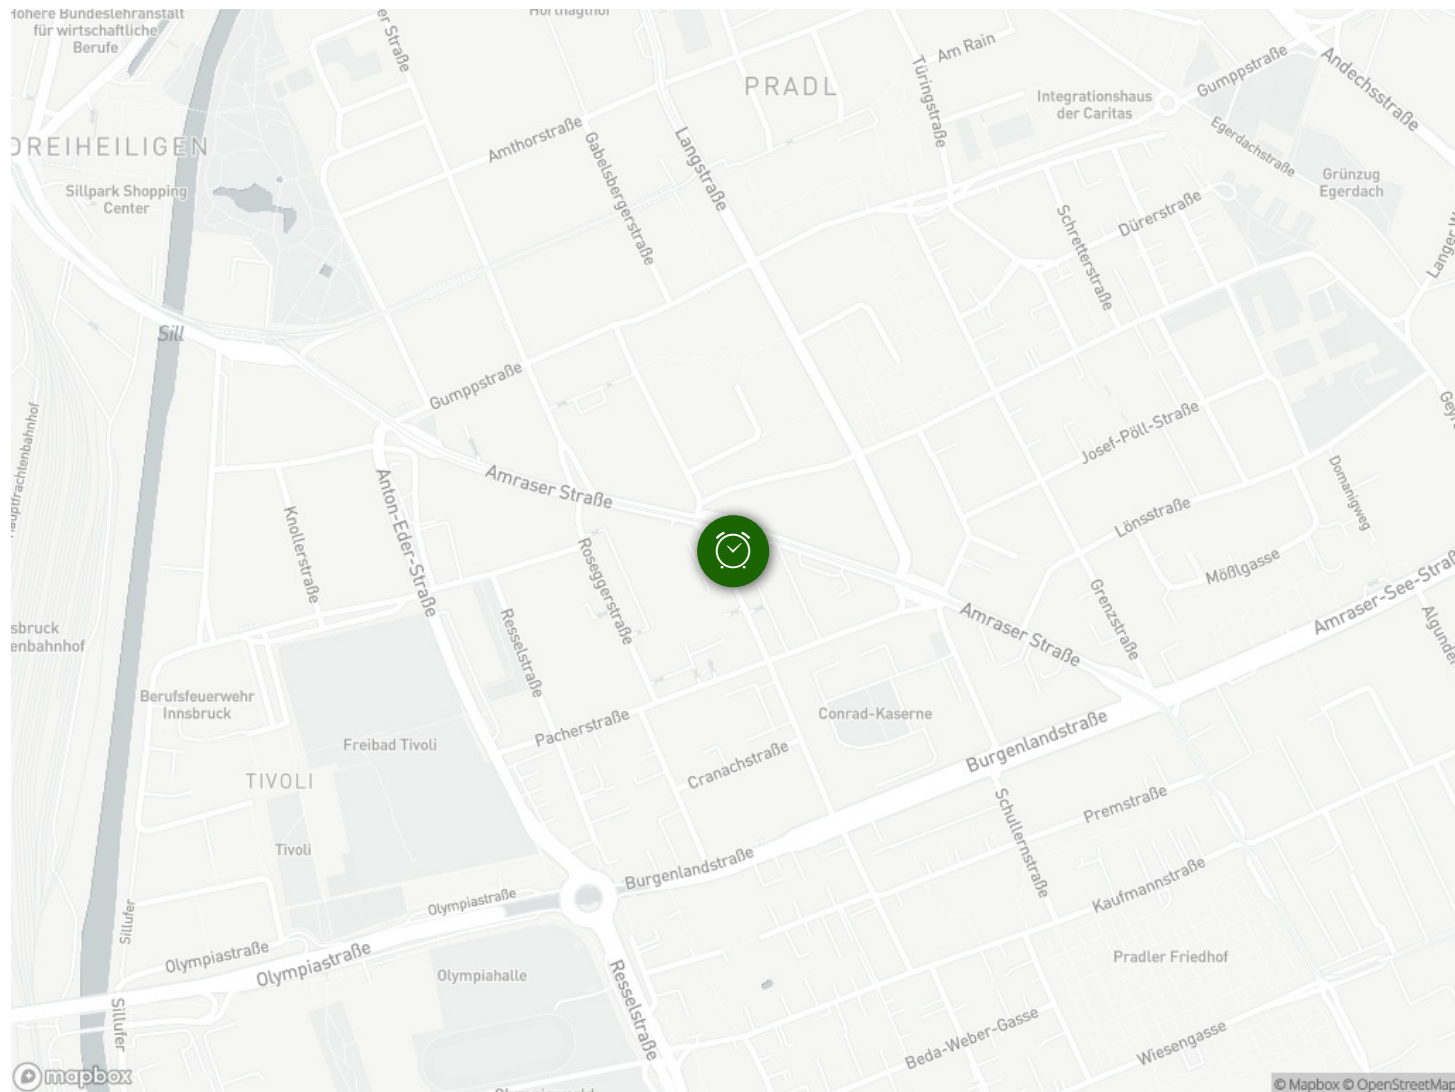 Höhere Bundeslehranstalt
für wirtschaftliche
Berufe
er Straße
Am Rain
PRADL
Türingstraße
Gumppstraße
Andechsstraße
Integrationshaus
der Caritas
Egerdachstraße
DREIHEILIGEN
Amthorstraße
Gabelsbergerstraße
Langstraße
Grünzug
Egerdach
Sillpark Shopping
Center
Schretterstraße
Dürerstraße
Sill
Gumppstraße
Josef-Pöll-Straße
Amraser Straße
Anton-Eder-Straße
Knollerstraße
Domanigweg
Lönsstraße
Roseggerstraße
Mößlgasse
Resselstraße
Amraser Straße
Grenzstraße
Amraser-See-Straß
sbruck
enbahnhof
Berufsfeuerwehr
Innsbruck
Pacherstraße
Conrad-Kaserne
Freibad Tivoli
Cranachstraße
Burgenlandstraße
TIVOLI
Premstraße
Schullernstraße
Tivoli
Burgenlandstraße
Kaufmannstraße
Olympiastraße
Sillufer
Olympiastraße
Olympiastraße
Olympiahalle
Pradler Friedhof
Resselstraße
Sillufer
Beda-Weber-Gasse
Wiesengasse
mapbox
© Mapbox © OpenStreetMap